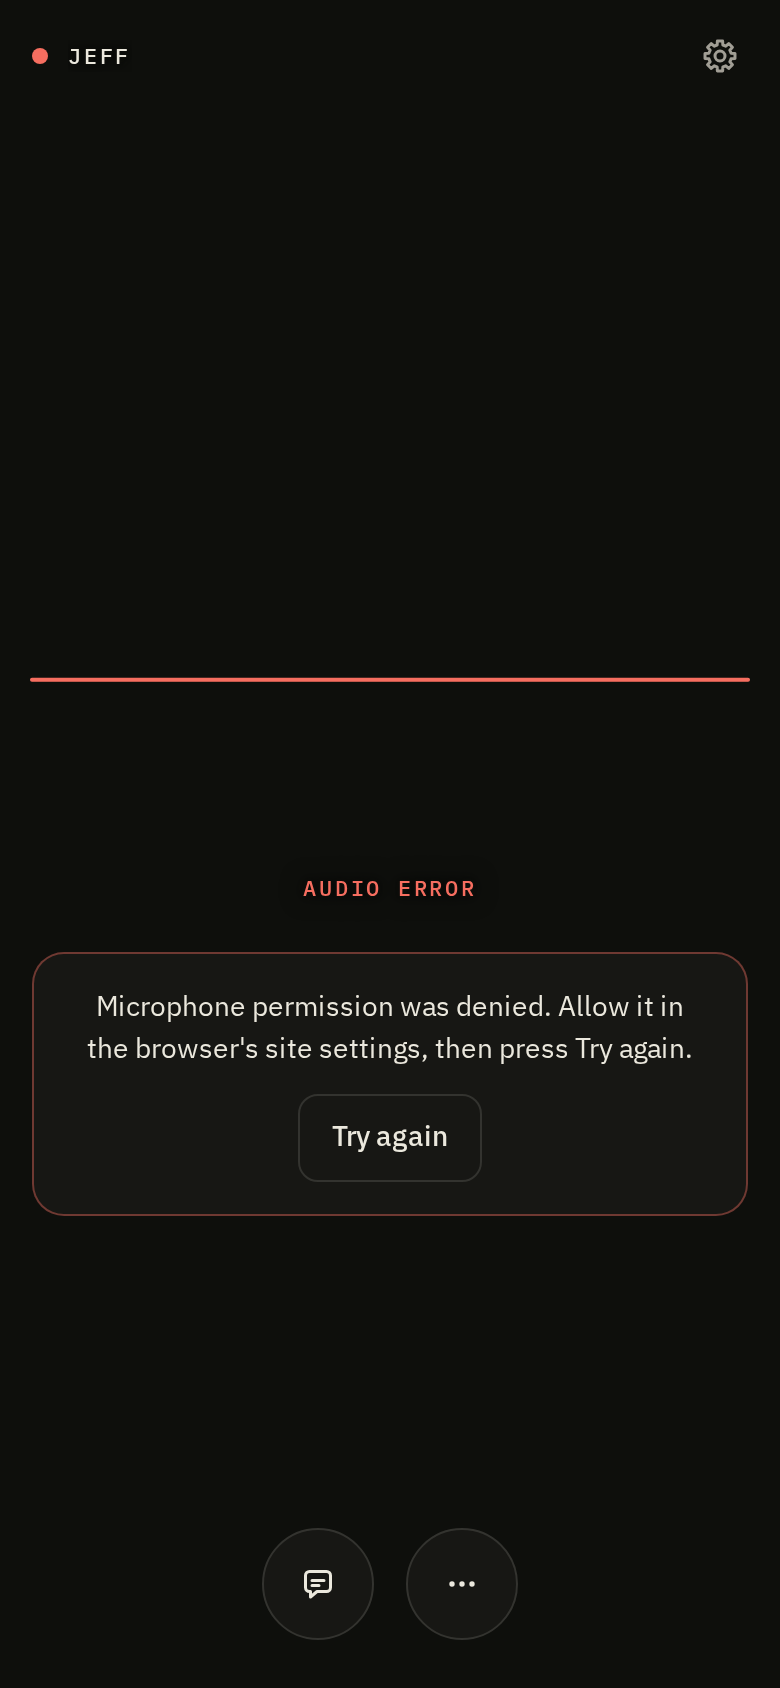 JEFF
AUDIO ERROR
Microphone permission was denied. Allow it in
the browser's site settings, then press Try again.
Try again